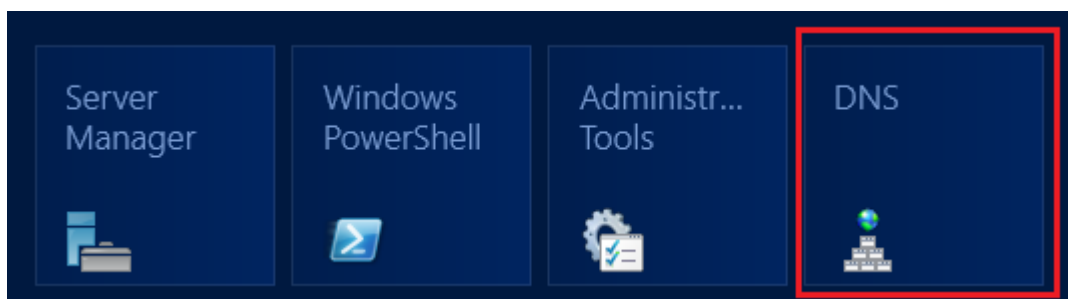 Server
Manager
Windows
PowerShell
Administr...
Tools
DNS